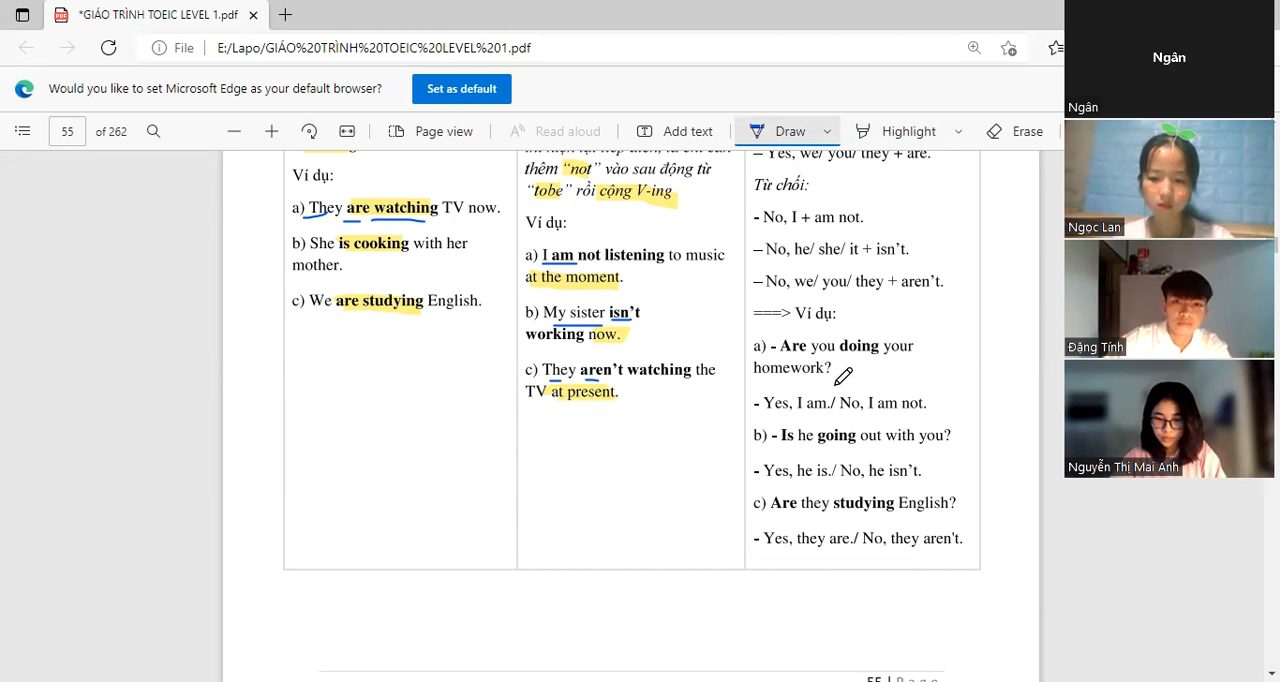 *GIÁO TRÌNH TOEIC LEVEL 1.pdf
File E:/Lapo/GIÁO%20TRÌNH%20TOEIC%20LEVEL%201.pdf
Would you like to set Microsoft Edge as your default browser? Set as default
55 of 262 Page view Read aloud Add text Draw Highlight Erase
Ví dụ:
a) They are watching TV now.
b) She is cooking with her
mother.
c) We are studying English.
thêm “not” vào sau động từ
“tobe” rồi cộng V-ing
Ví dụ:
a) I am not listening to music
at the moment.
b) My sister isn’t
working now.
c) They aren’t watching the
TV at present.
– Yes, we/ you/ they + are.
Từ chối:
- No, I + am not.
– No, he/ she/ it + isn’t.
– No, we/ you/ they + aren’t.
===> Ví dụ:
a) - Are you doing your
homework?
- Yes, I am./ No, I am not.
b) - Is he going out with you?
- Yes, he is./ No, he isn’t.
c) Are they studying English?
- Yes, they are./ No, they aren't.
55 | Page
Ngân
Ngân
Ngọc Lan
Đặng Tính
Nguyễn Thị Mai Anh